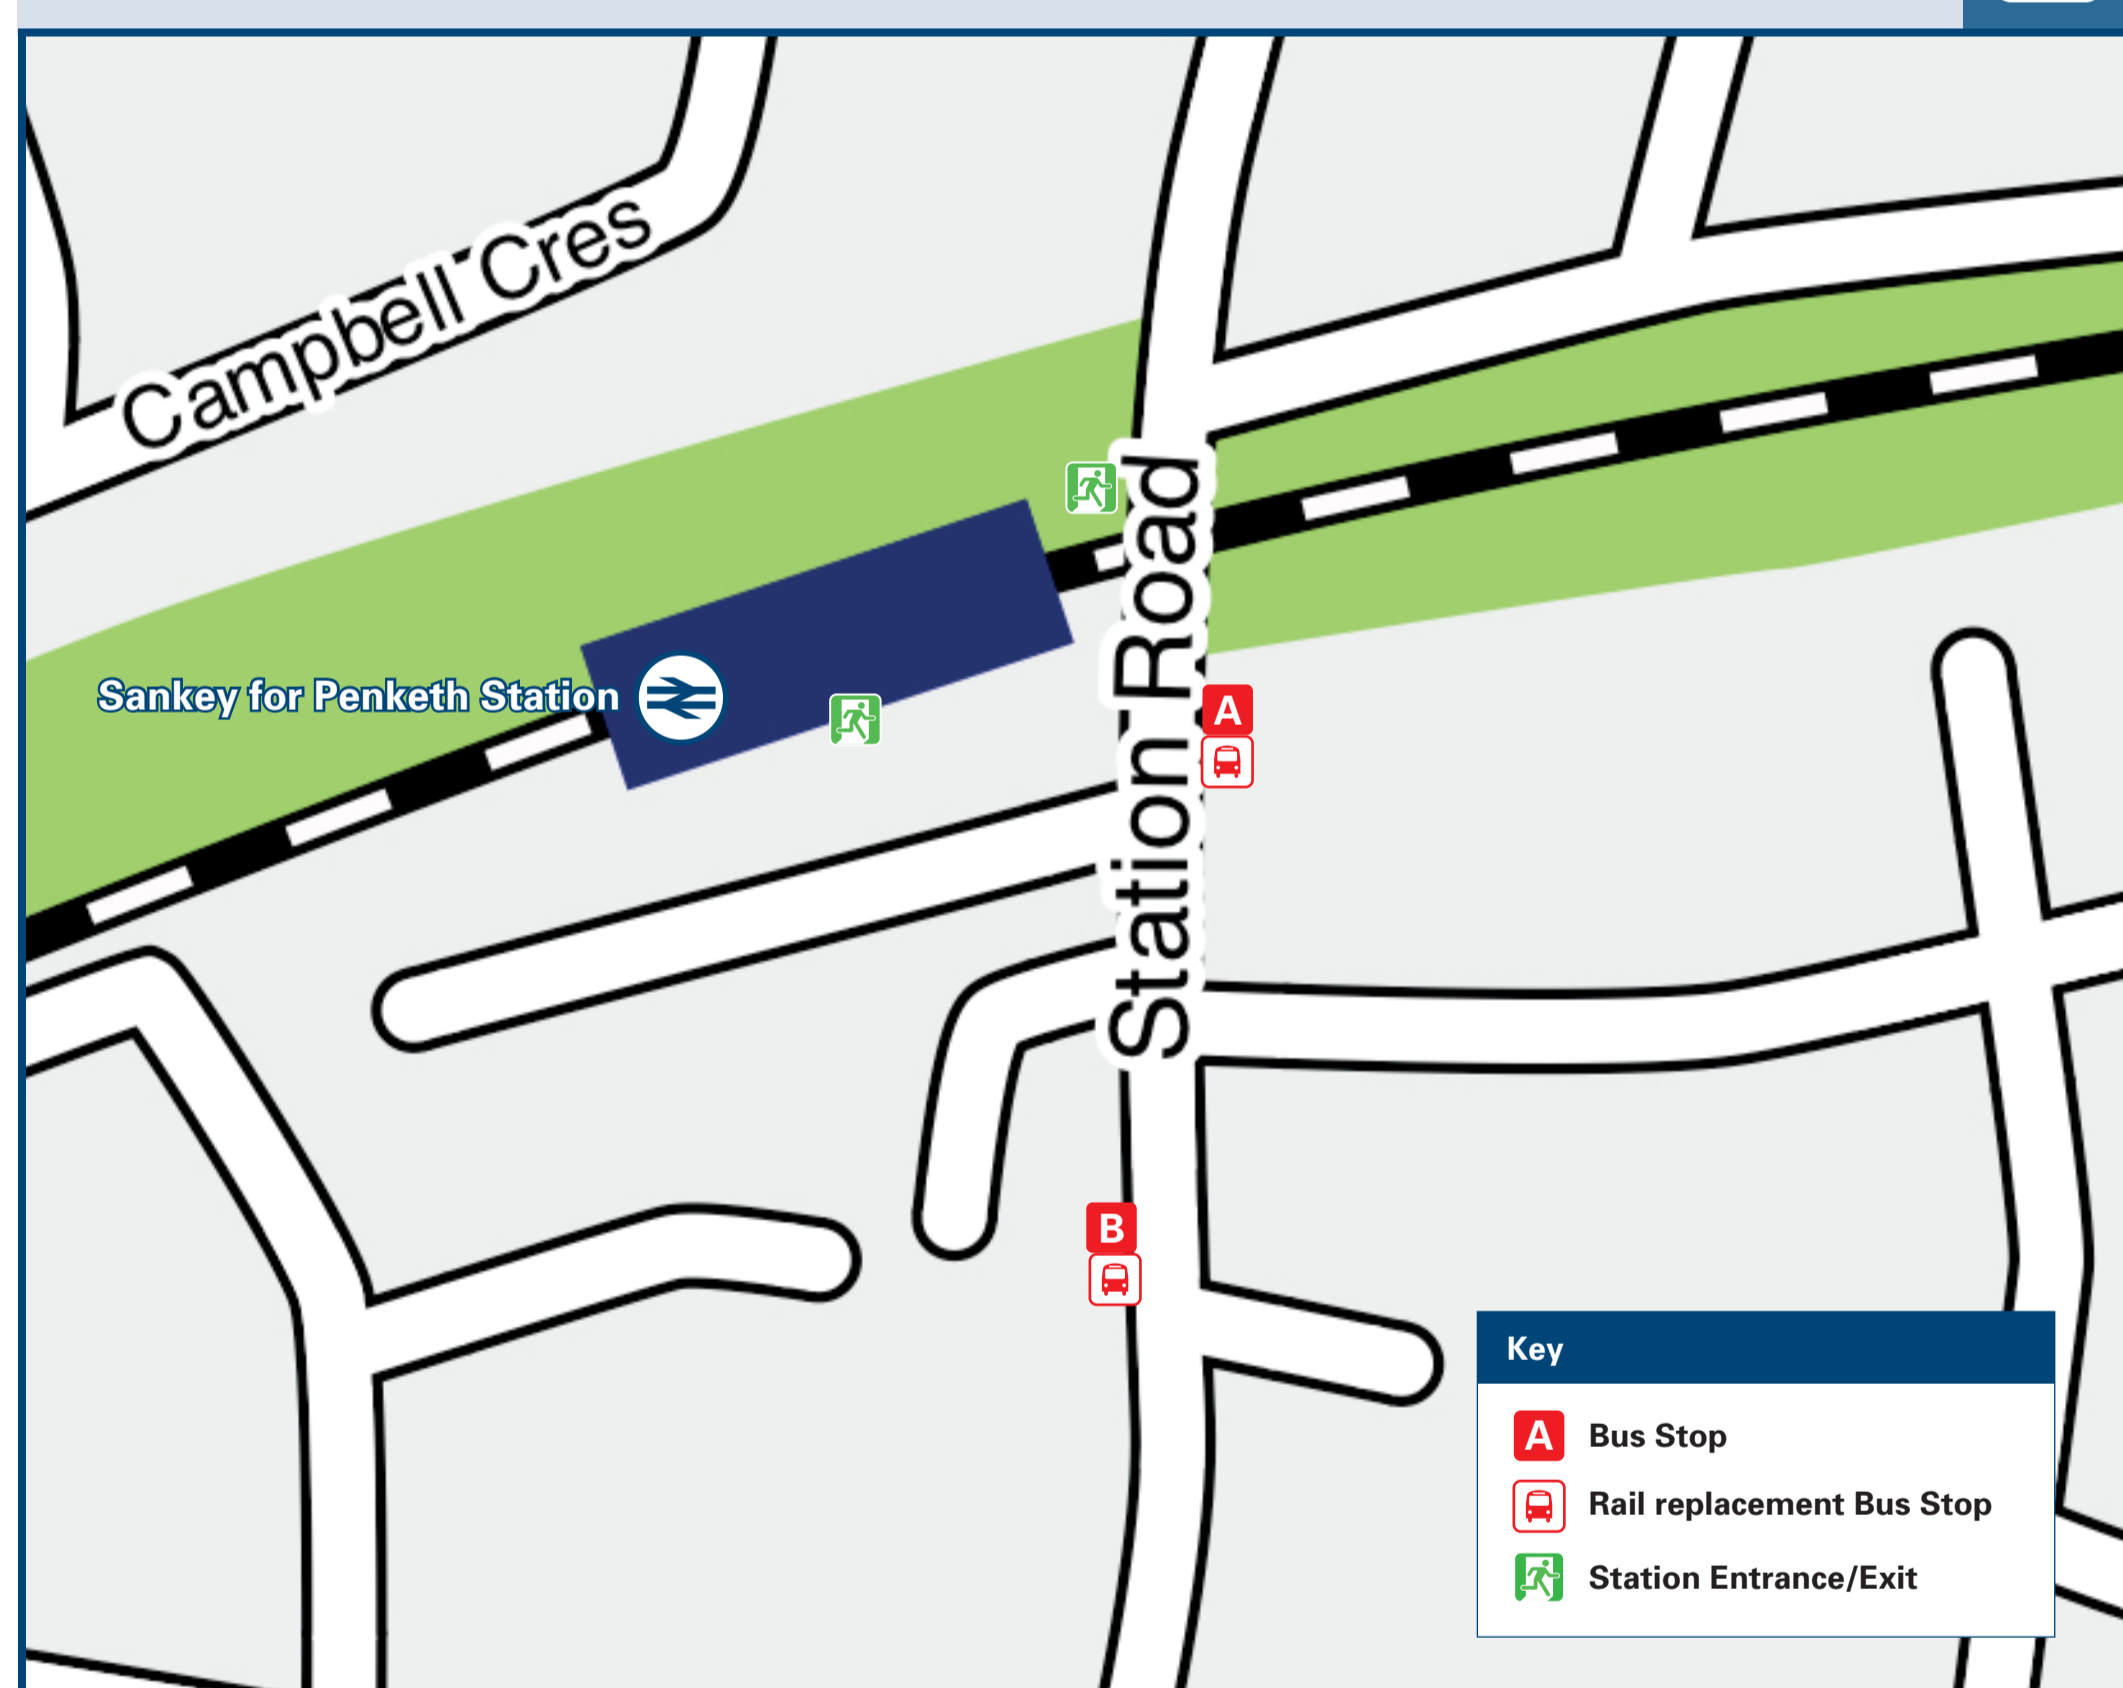 Campbell Cres
Station Road
Sankey for Penketh Station
A
B
Key
A Bus Stop
Rail replacement Bus Stop
Station Entrance/Exit